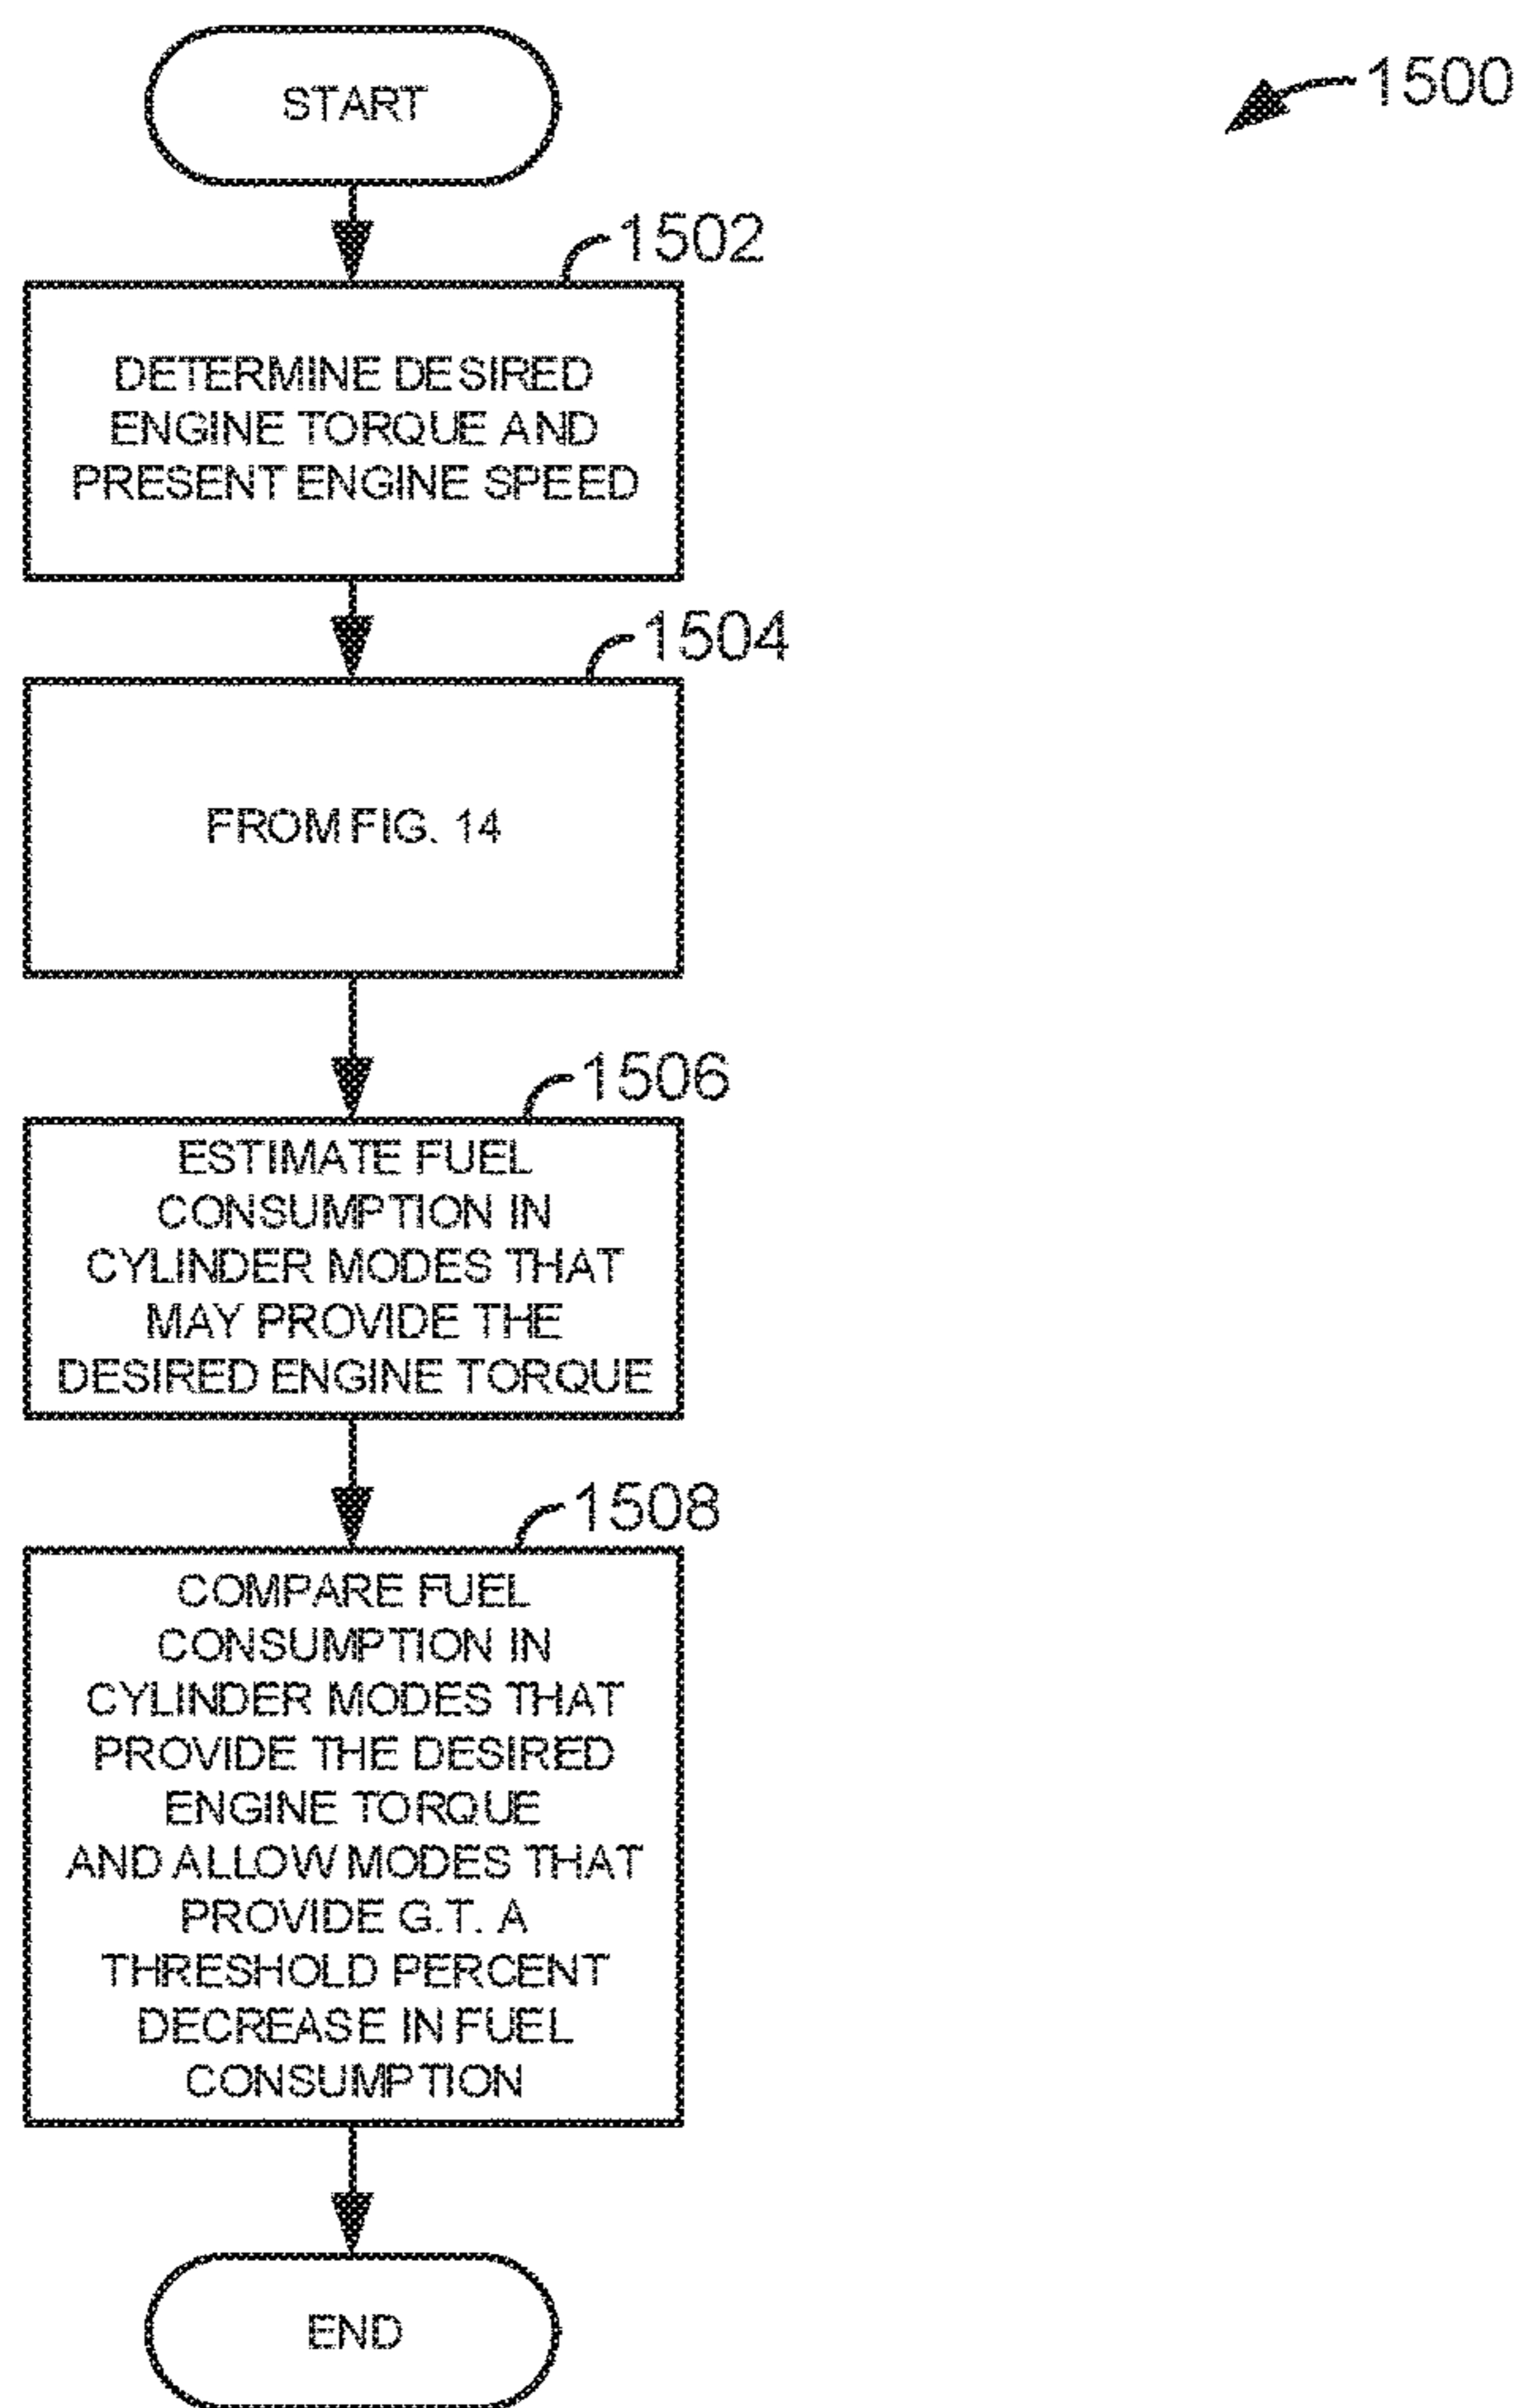 START
1500
1502
DETERMINE DESIRED
ENGINE TORQUE AND
PRESENT ENGINE SPEED
1504
FROM FIG. 14
1506
ESTIMATE FUEL
CONSUMPTION IN
CYLINDER MODES THAT
MAY PROVIDE THE
DESIRED ENGINE TORQUE
1508
COMPARE FUEL
CONSUMPTION IN
CYLINDER MODES THAT
PROVIDE THE DESIRED
ENGINE TORQUE
AND ALLOW MODES THAT
PROVIDE G.T. A
THRESHOLD PERCENT
DECREASE IN FUEL
CONSUMPTION
END